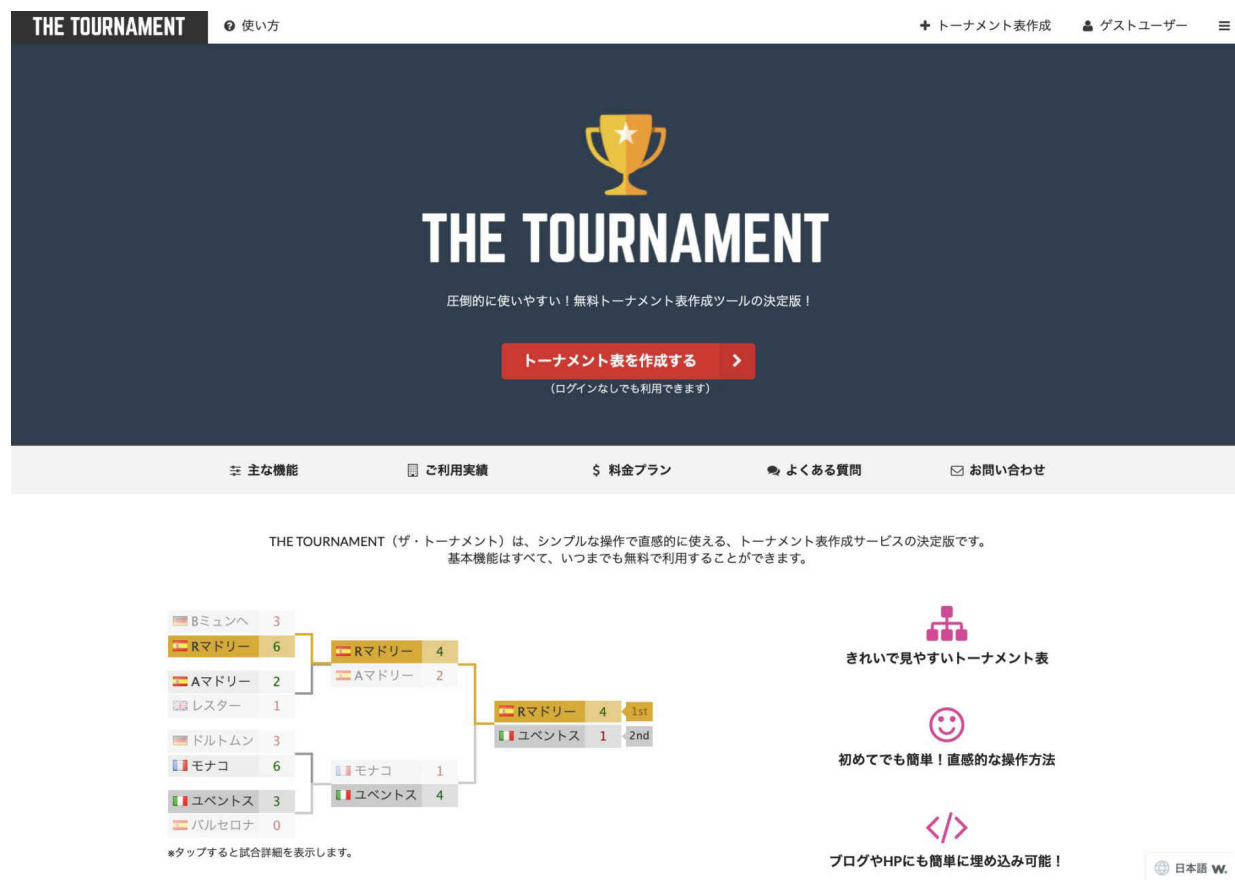 THE TOURNAMENT
使い方
トーナメント表作成
ゲストユーザー
THE TOURNAMENT
圧倒的に使いやすい！無料トーナメント表作成ツールの決定版！
トーナメント表を作成する
（ログインなしでも利用できます）
主な機能
ご利用実績
$ 料金プラン
よくある質問
お問い合わせ
THE TOURNAMENT（ザ・トーナメント）は、シンプルな操作で直感的に使える、トーナメント表作成サービスの決定版です。
基本機能はすべて、いつまでも無料で利用することができます。
Bミュンヘ 3
Rマドリー 6
Aマドリー 2
レスター 1
ドルトムン 3
モナコ 6
ユベントス 3
バルセロナ 0
Rマドリー 4
Aマドリー 2
モナコ 1
ユベントス 4
Rマドリー 4 1st
ユベントス 1 2nd
※タップすると試合詳細を表示します。
きれいで見やすいトーナメント表
初めてでも簡単！直感的な操作方法
</>
ブログやHPにも簡単に埋め込み可能！
日本語 W.